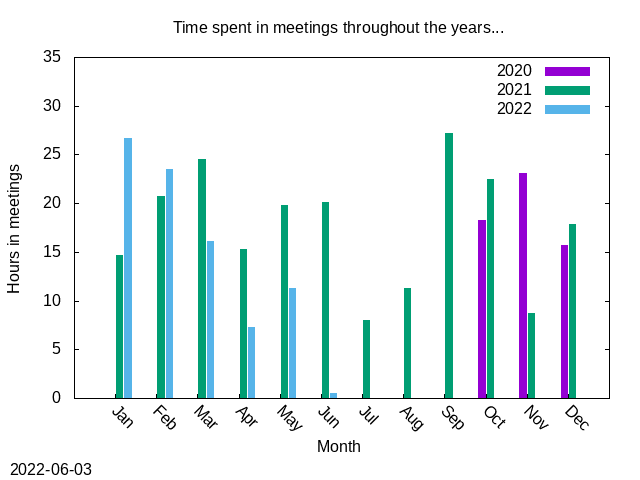 Time spent in meetings throughout the years...
35
30
25
20
15
10
5
0
Hours in meetings
2020
2021
2022
Jan
Feb
Mar
Apr
May
Jun
Jul
Aug
Sep
Oct
Nov
Dec
Month
2022-06-03